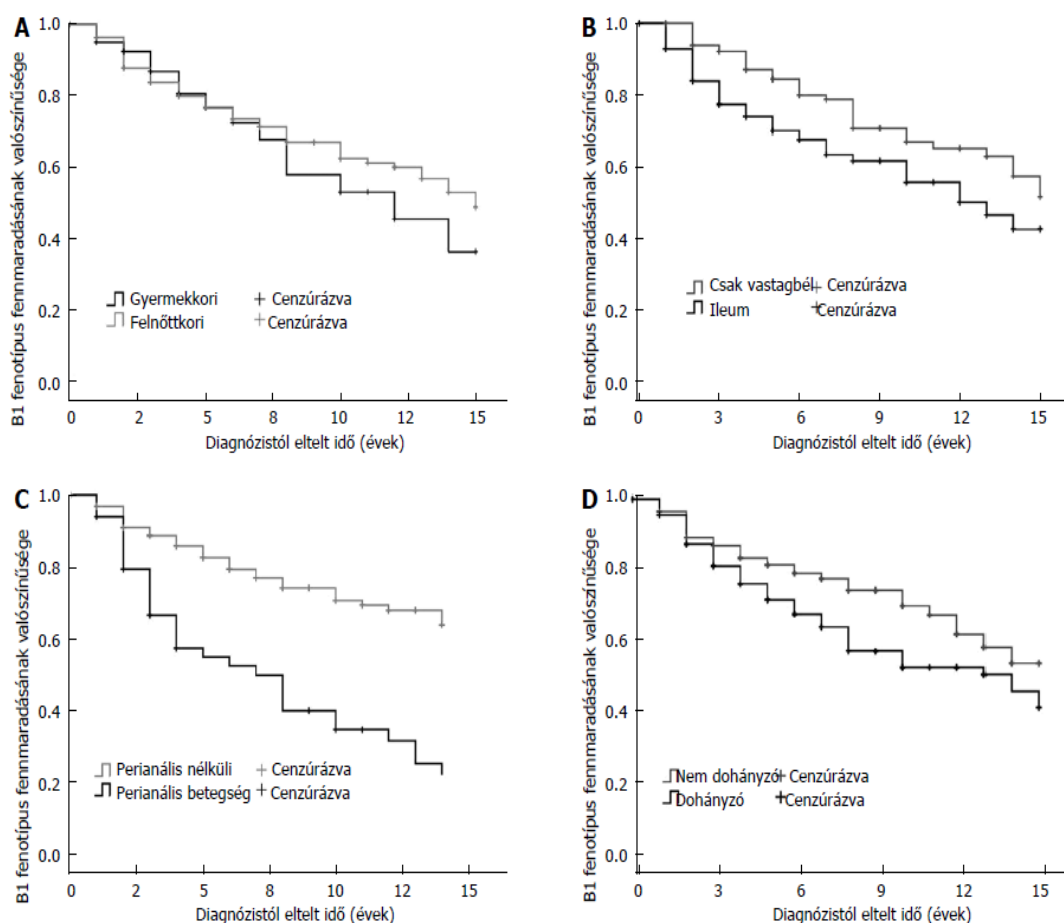 A
B1 fenotípus fennmaradásának valószínűsége
1.0
0.8
0.6
0.4
0.2
0.0
Gyermekkori Cenzúrázva
Felnőttkori Cenzúrázva
0 2 5 8 10 12 15
Diagnózistól eltelt idő (évek)
B
B1 fenotípus fennmaradásának valószínűsége
1.0
0.8
0.6
0.4
0.2
0.0
Csak vastagbél Cenzúrázva
Ileum Cenzúrázva
0 3 6 9 12 15
Diagnózistól eltelt idő (évek)
C
B1 fenotípus fennmaradásának valószínűsége
1.0
0.8
0.6
0.4
0.2
0.0
Perianális nélküli Cenzúrázva
Perianális betegség Cenzúrázva
0 2 5 8 10 12 15
Diagnózistól eltelt idő (évek)
D
B1 fenotípus fennmaradásának valószínűsége
1.0
0.8
0.6
0.4
0.2
0.0
Nem dohányzó Cenzúrázva
Dohányzó Cenzúrázva
0 3 6 9 12 15
Diagnózistól eltelt idő (évek)